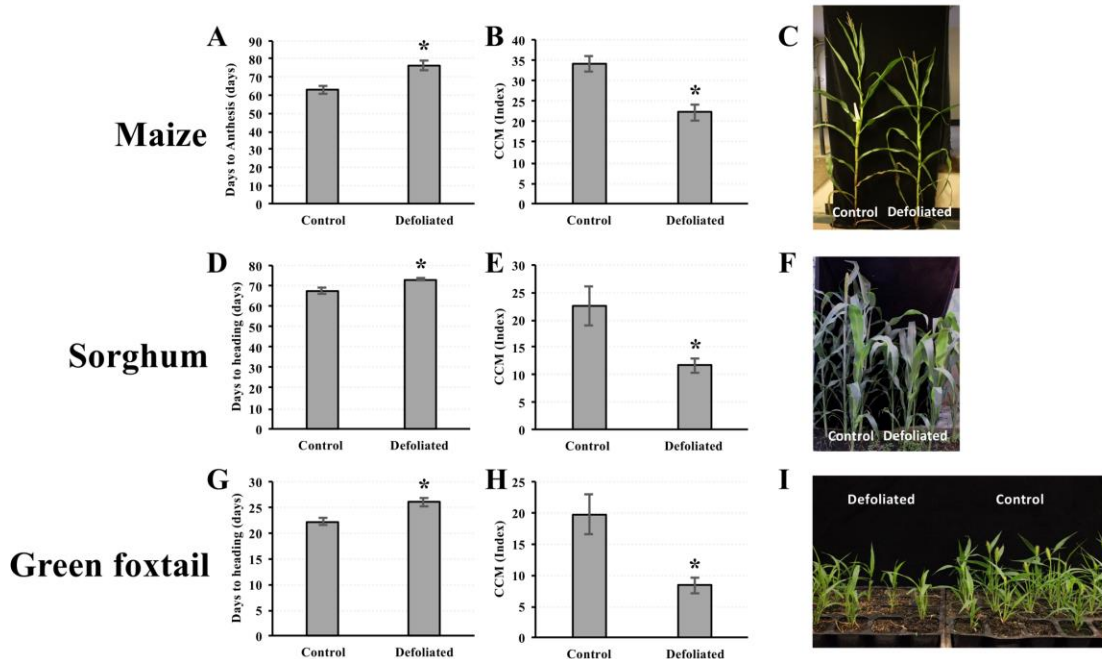 A
90
80
70
60
50
40
30
20
10
0
Days to Anthesis (days)
*
Control
Defoliated
B
40
35
30
25
20
15
10
5
0
CCM (Index)
*
Control
Defoliated
C
Control
Defoliated
Maize
D
80
70
60
50
40
30
20
10
0
Days to heading (days)
*
Control
Defoliated
E
30
25
20
15
10
5
0
CCM (Index)
*
Control
Defoliated
F
Control
Defoliated
Sorghum
G
30
25
20
15
10
5
0
Days to heading (days)
*
Control
Defoliated
H
25
20
15
10
5
0
CCM (Index)
*
Control
Defoliated
I
Defoliated
Control
Green foxtail